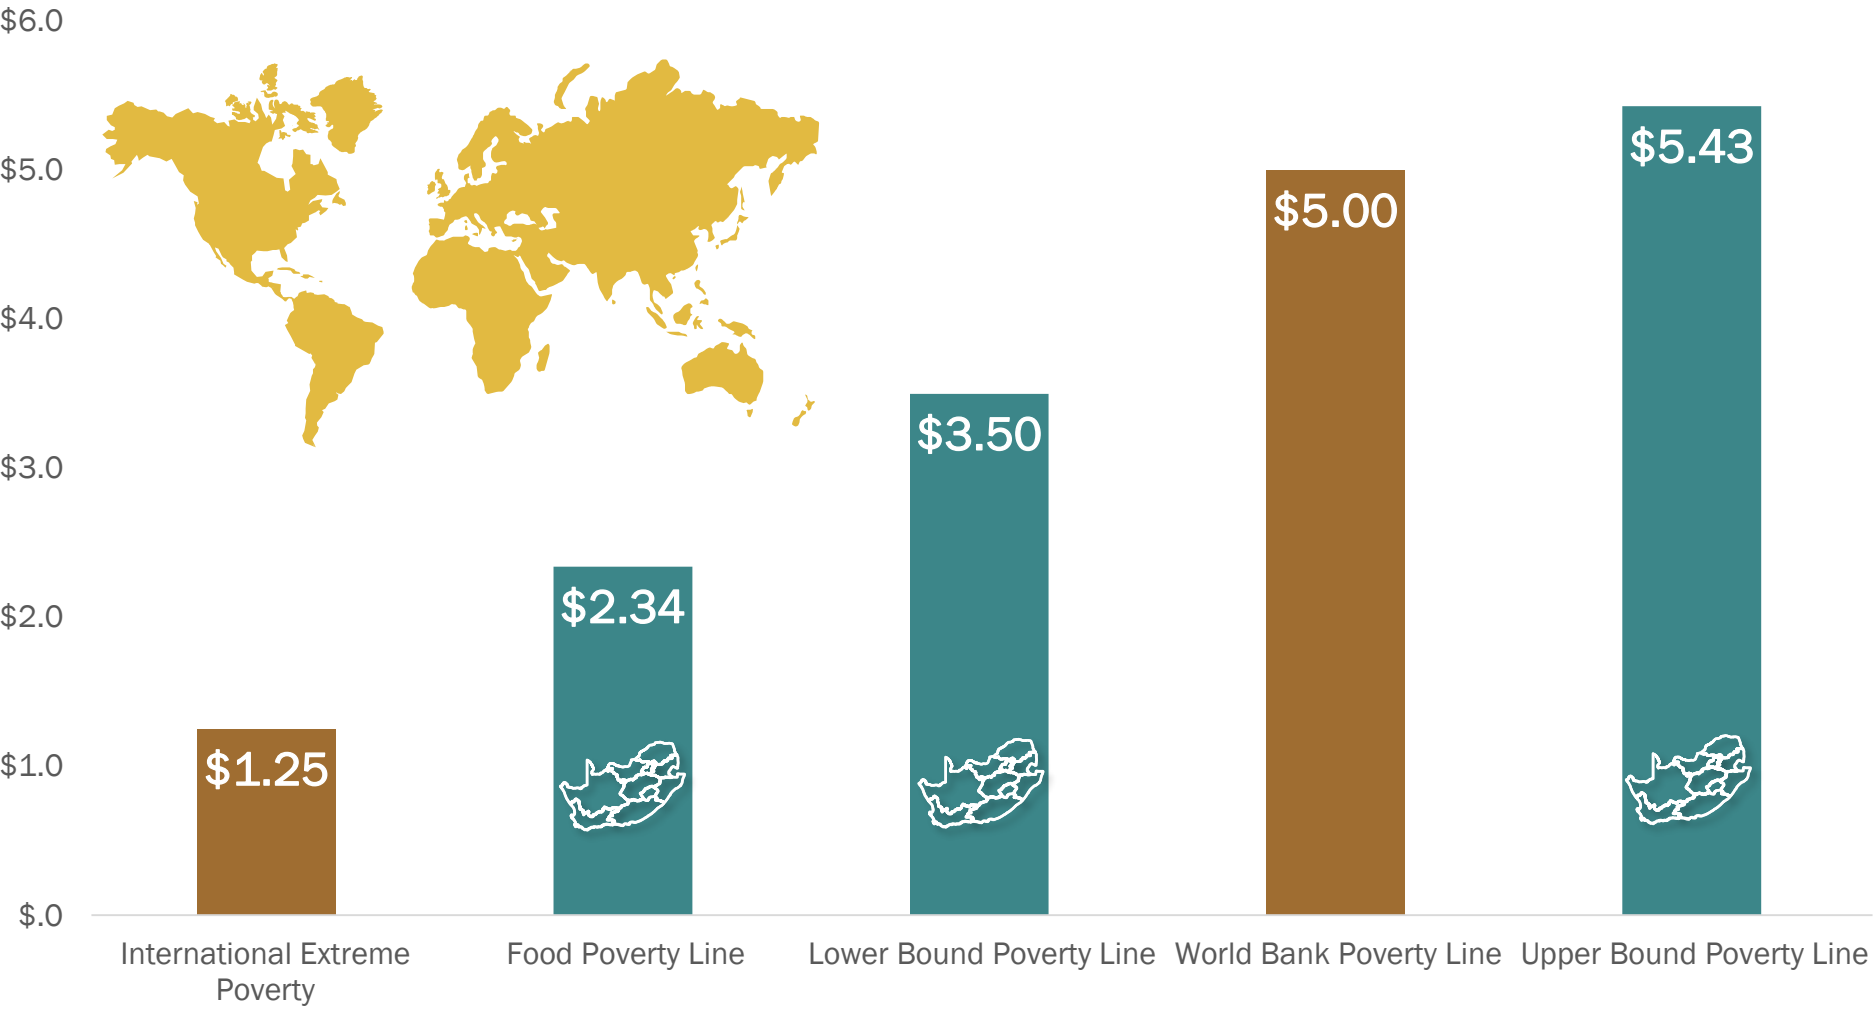 $6.0
$5.0
$4.0
$3.0
$2.0
$1.0
$.0
$1.25
$2.34
$3.50
$5.00
$5.43
International Extreme
Poverty
Food Poverty Line
Lower Bound Poverty Line
World Bank Poverty Line
Upper Bound Poverty Line